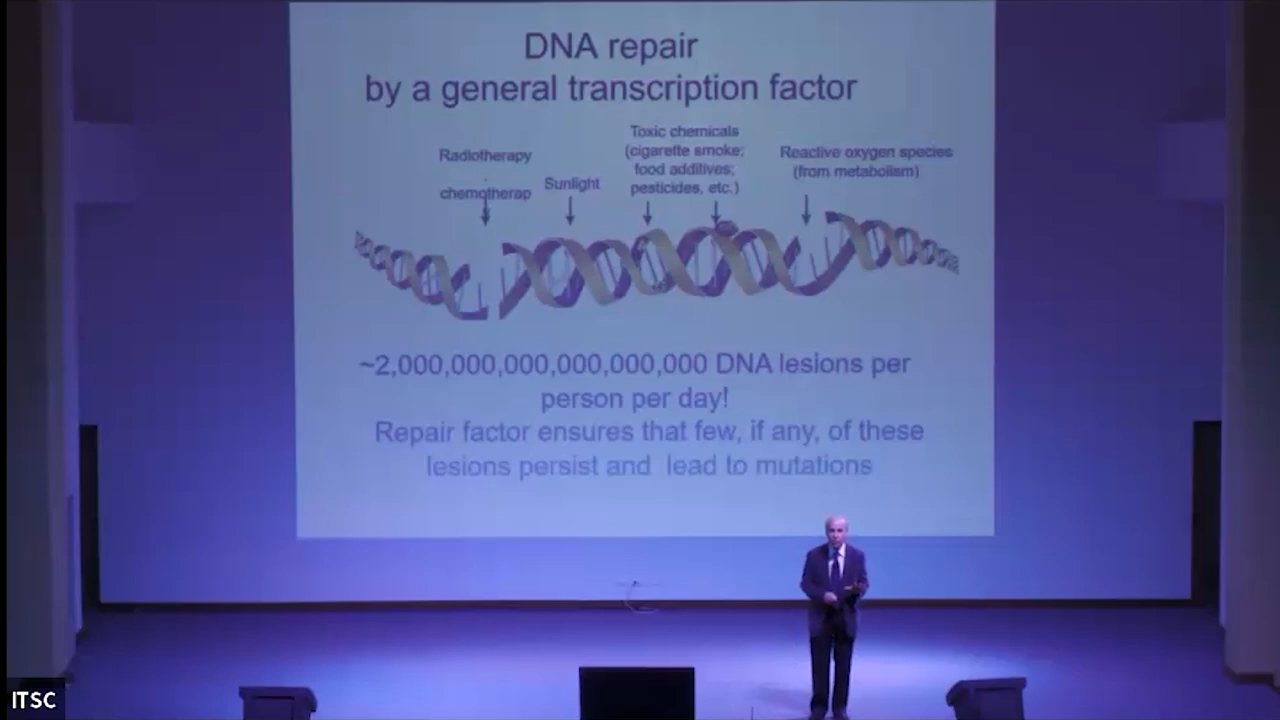 DNA repair
by a general transcription factor
Radiotherapy
chemotherap
Sunlight
Toxic chemicals
(cigarette smoke;
food additives;
pesticides, etc.)
Reactive oxygen species
(from metabolism)
~2,000,000,000,000,000,000 DNA lesions per
person per day!
Repair factor ensures that few, if any, of these
lesions persist and lead to mutations
ITSC